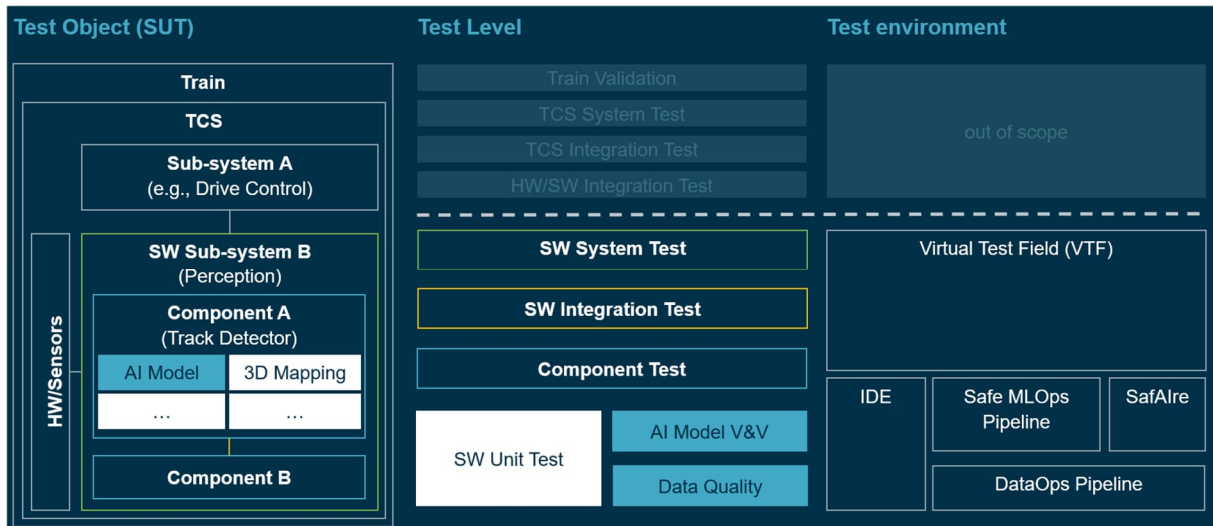 Test Object (SUT)
Train
TCS
Sub-system A
(e.g., Drive Control)
HW/Sensors
SW Sub-system B
(Perception)
Component A
(Track Detector)
AI Model
3D Mapping
...
...
Component B
Test Level
Train Validation
TCS System Test
TCS Integration Test
HW/SW Integration Test
SW System Test
SW Integration Test
Component Test
SW Unit Test
AI Model V&V
Data Quality
Test environment
out of scope
Virtual Test Field (VTF)
IDE
Safe MLOps
Pipeline
SafAIre
DataOps Pipeline